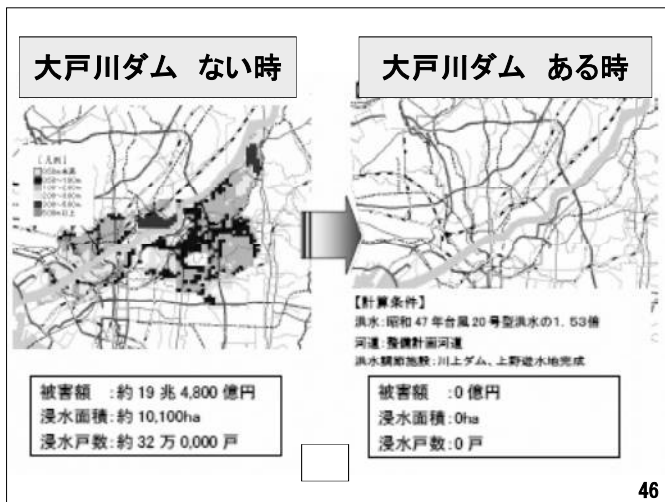 大戸川ダム ない時
大戸川ダム ある時
【凡例】
【計算条件】
洪水:昭和47年台風20号型洪水の1.53倍
河道:整備計画河道
洪水調節施設:川上ダム、上野遊水地完成
被害額 :約19兆4,800億円
浸水面積:約10,100ha
浸水戸数:約32万0,000戸
被害額 :0億円
浸水面積:0ha
浸水戸数:0戸
46